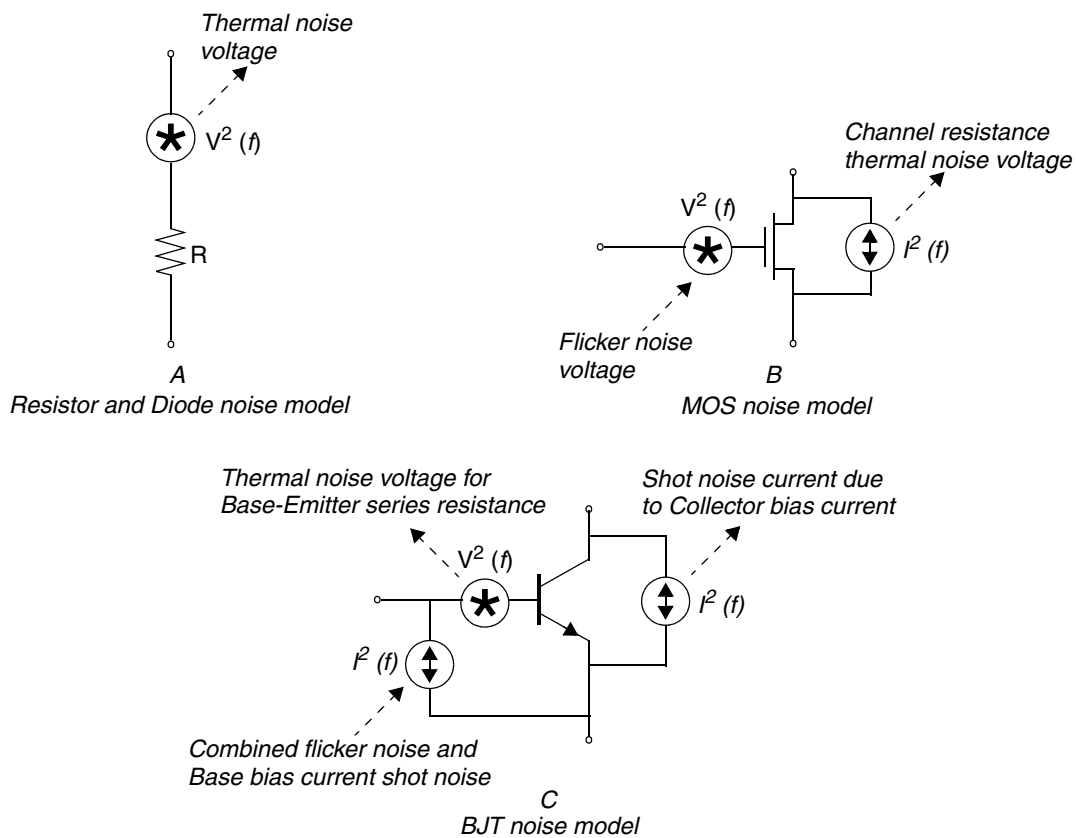 Thermal noise
voltage
V² (f)
R
A
Resistor and Diode noise model
Channel resistance
thermal noise voltage
V² (f)
I² (f)
Flicker noise
voltage
B
MOS noise model
Thermal noise voltage for
Base-Emitter series resistance
Shot noise current due
to Collector bias current
V² (f)
I² (f)
I² (f)
Combined flicker noise and
Base bias current shot noise
C
BJT noise model